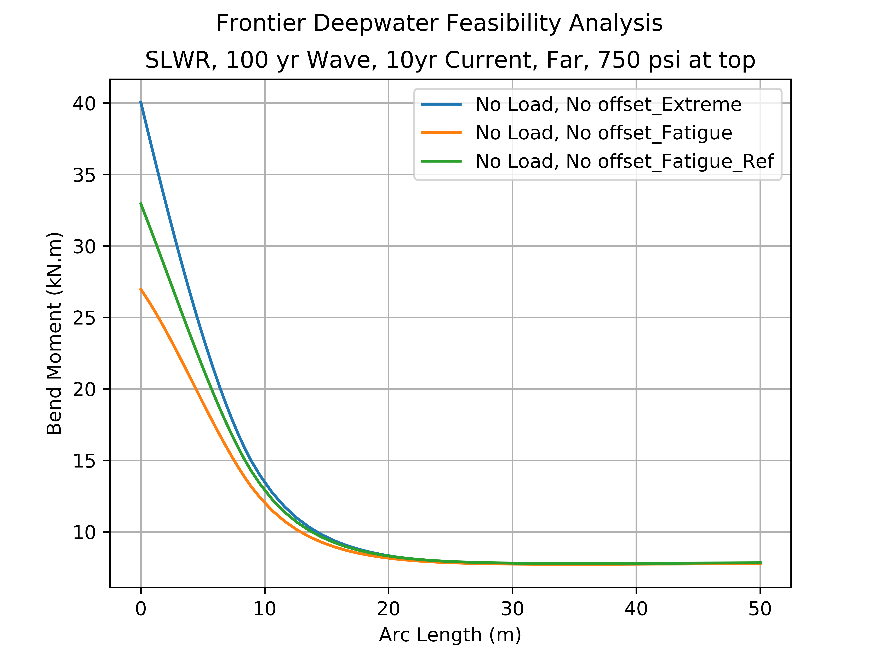 Frontier Deepwater Feasibility Analysis
SLWR, 100 yr Wave, 10yr Current, Far, 750 psi at top
No Load, No offset_Extreme
No Load, No offset_Fatigue
No Load, No offset_Fatigue_Ref
Bend Moment (kN.m)
40
35
30
25
20
15
10
0 10 20 30 40 50
Arc Length (m)